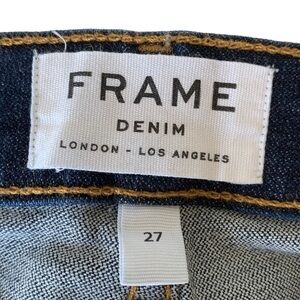 FRAME
DENIM
LONDON - LOS ANGELES
27